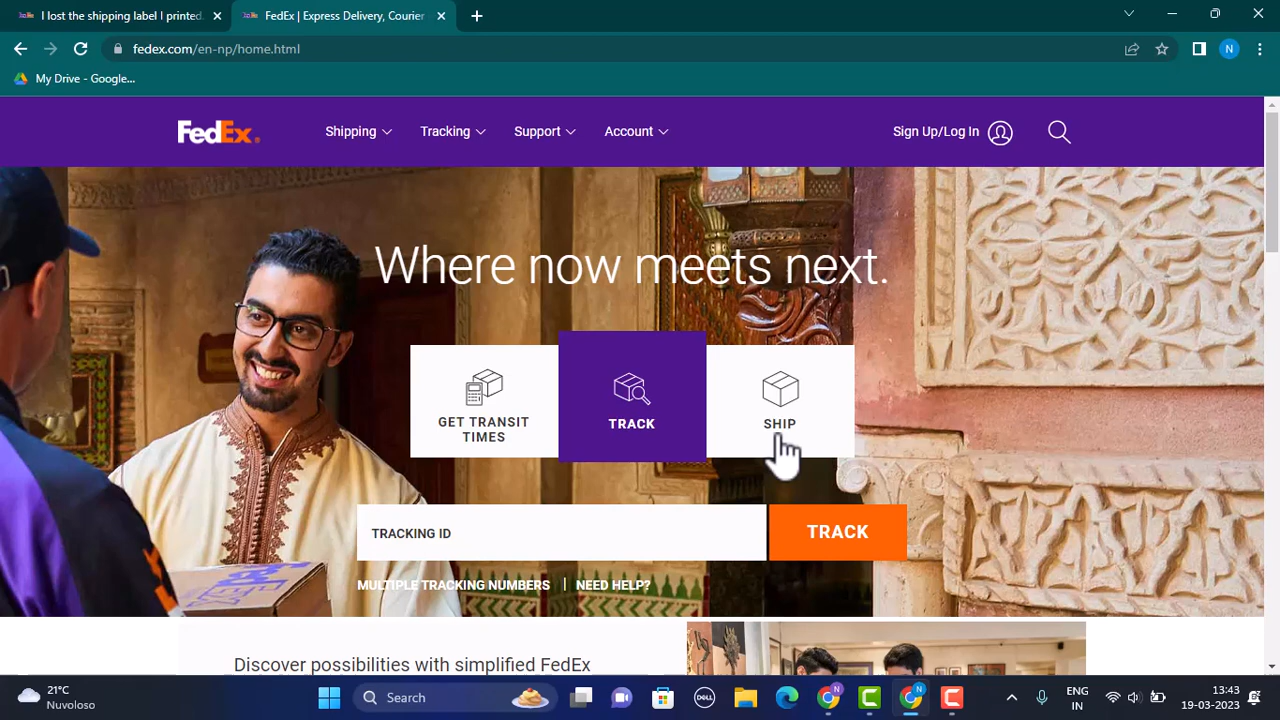 I lost the shipping label I printed.
FedEx | Express Delivery, Courier
fedex.com/en-np/home.html
N
My Drive - Google...
FedEx®
Shipping
Tracking
Support
Account
Sign Up/Log In
Where now meets next.
GET TRANSIT
TIMES
TRACK
SHIP
TRACKING ID
TRACK
MULTIPLE TRACKING NUMBERS | NEED HELP?
Discover possibilities with simplified FedEx
21°C
Nuvoloso
Search
DELL
N
N
ENG
IN
13:43
19-03-2023